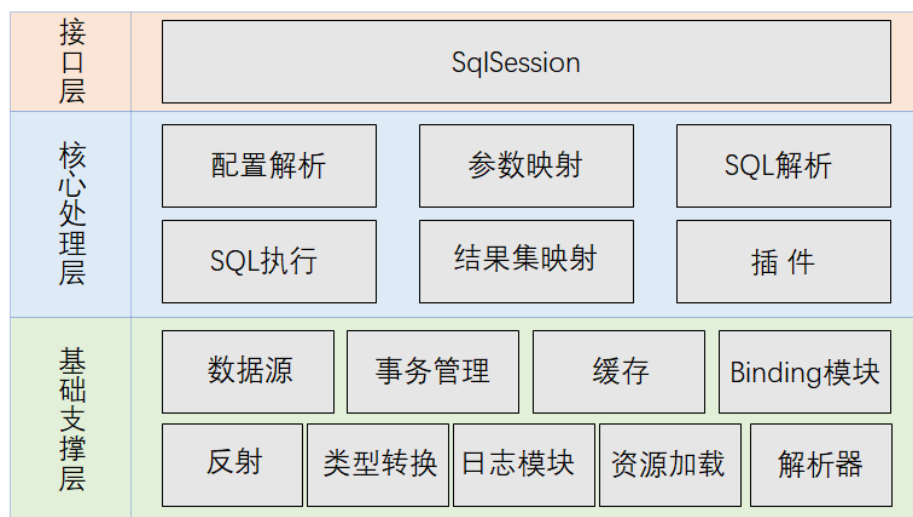 接口层
SqlSession
核心处理层
配置解析
参数映射
SQL解析
SQL执行
结果集映射
插 件
基础支撑层
数据源
事务管理
缓存
Binding模块
反射
类型转换
日志模块
资源加载
解析器